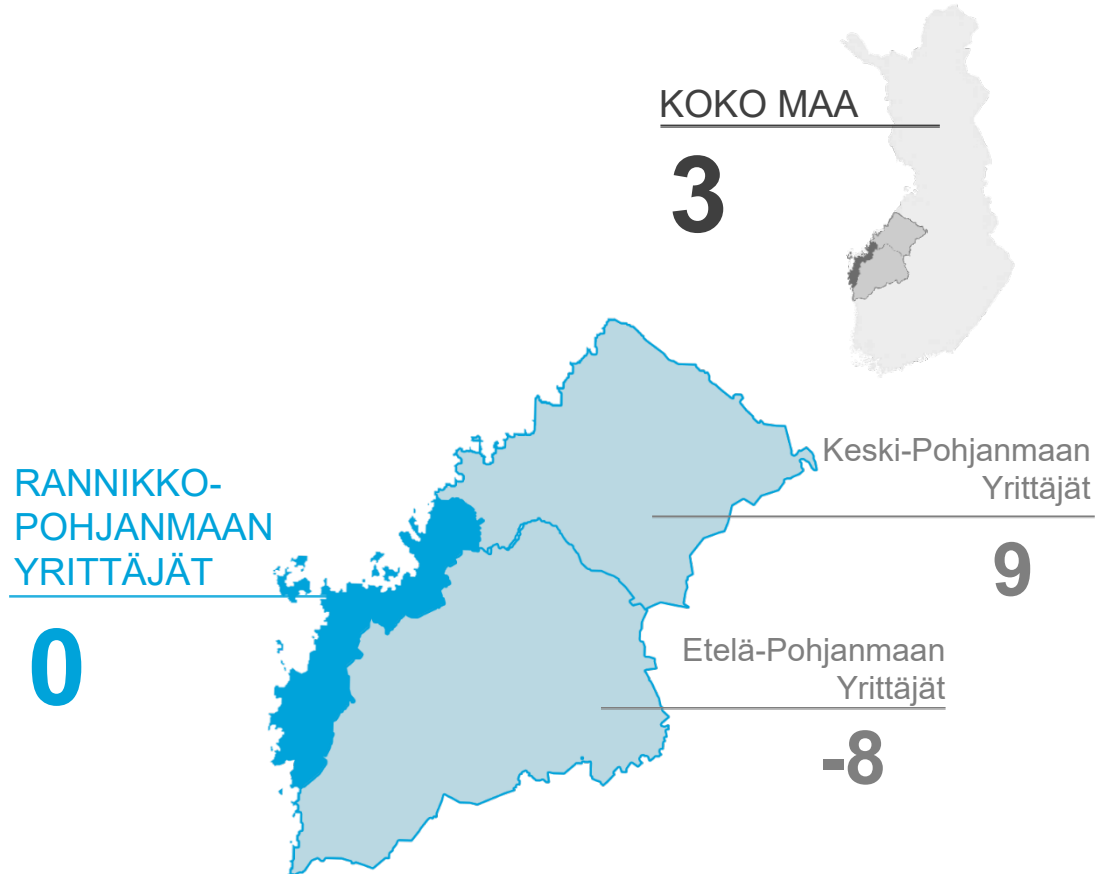 KOKO MAA
3
Keski-Pohjanmaan
Yrittäjät
9
RANNIKKO-
POHJANMAAN
YRITTÄJÄT
0
Etelä-Pohjanmaan
Yrittäjät
-8